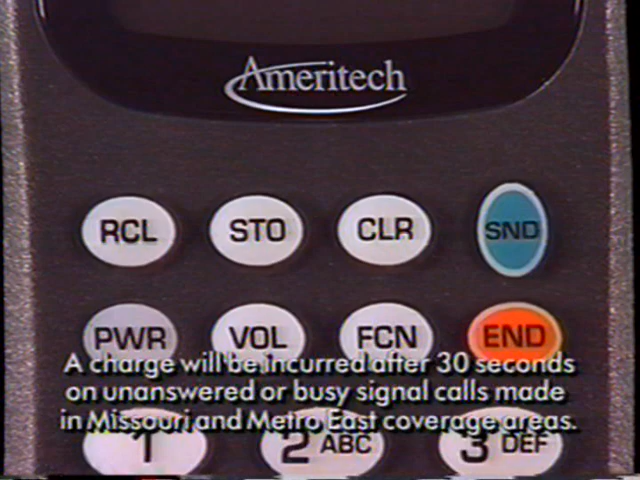 Ameritech
RCL STO CLR SND
PWR VOL FCN END
A charge will be incurred after 30 seconds
on unanswered or busy signal calls made
in Missouri and Metro East coverage areas.
1 2 ABC 3 DEF